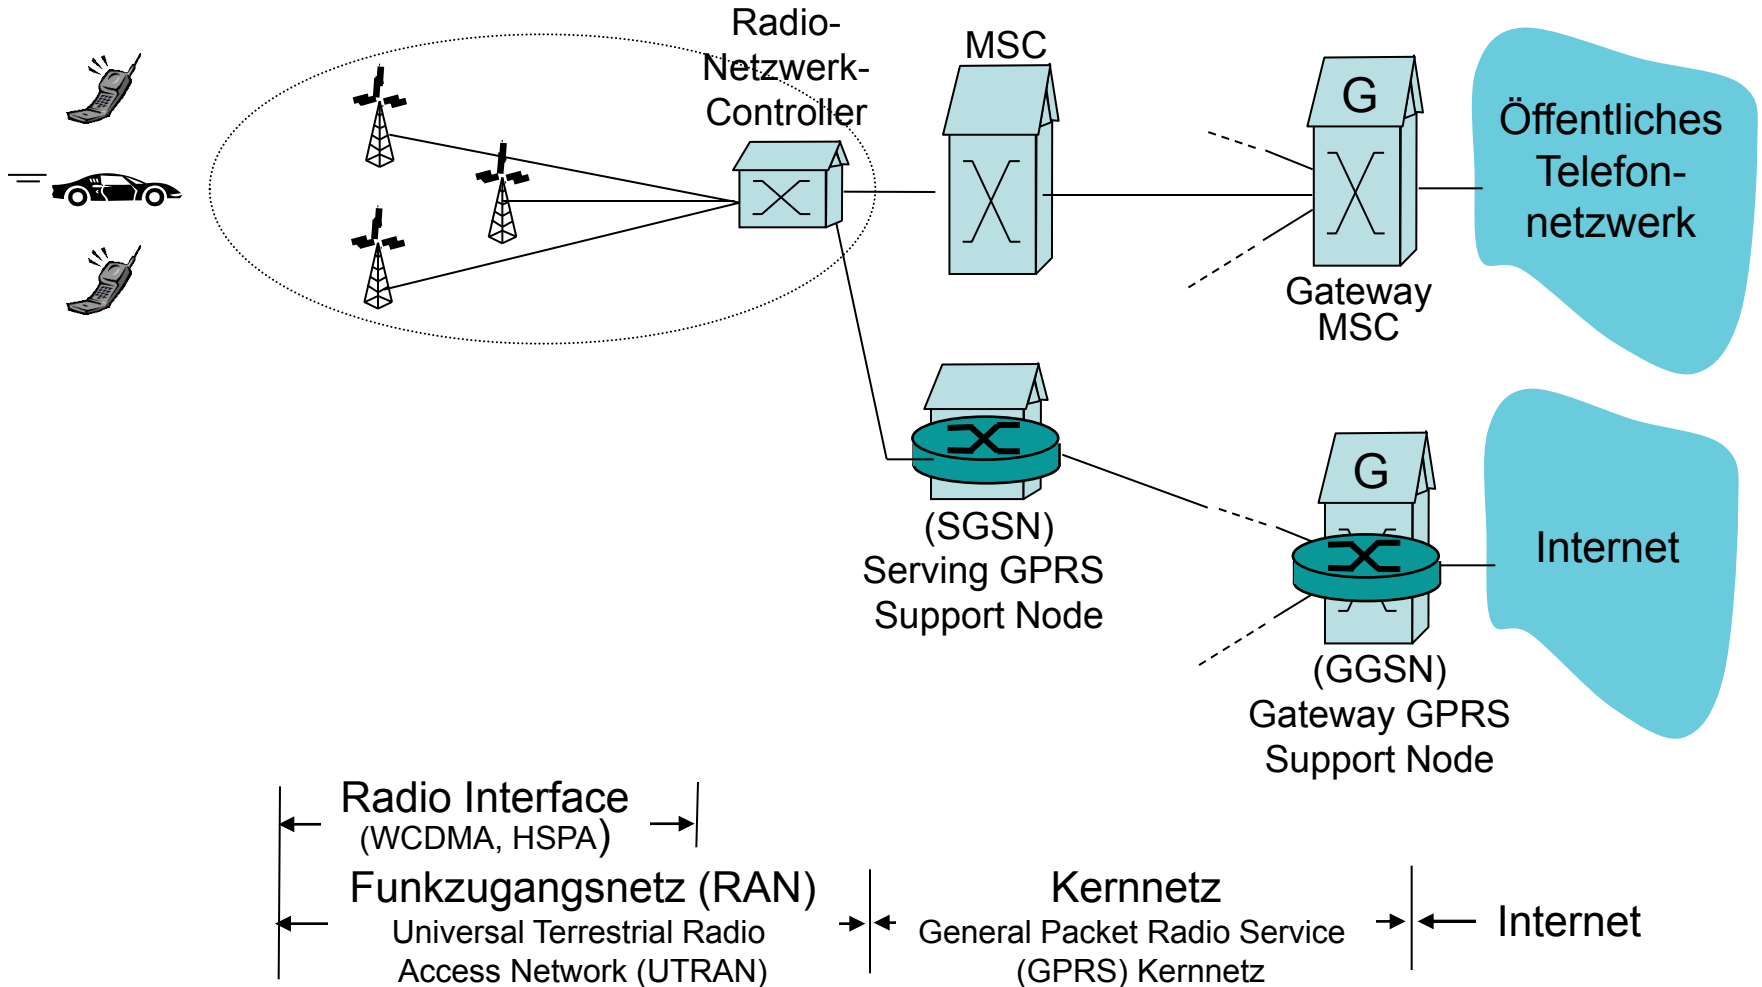 Radio-
Netzwerk-
Controller
MSC
G
Öffentliches
Telefon-
netzwerk
Gateway
MSC
(SGSN)
Serving GPRS
Support Node
G
Internet
(GGSN)
Gateway GPRS
Support Node
Radio Interface
(WCDMA, HSPA)
Funkzugangsnetz (RAN)
Universal Terrestrial Radio
Access Network (UTRAN)
Kernnetz
General Packet Radio Service
(GPRS) Kernnetz
Internet